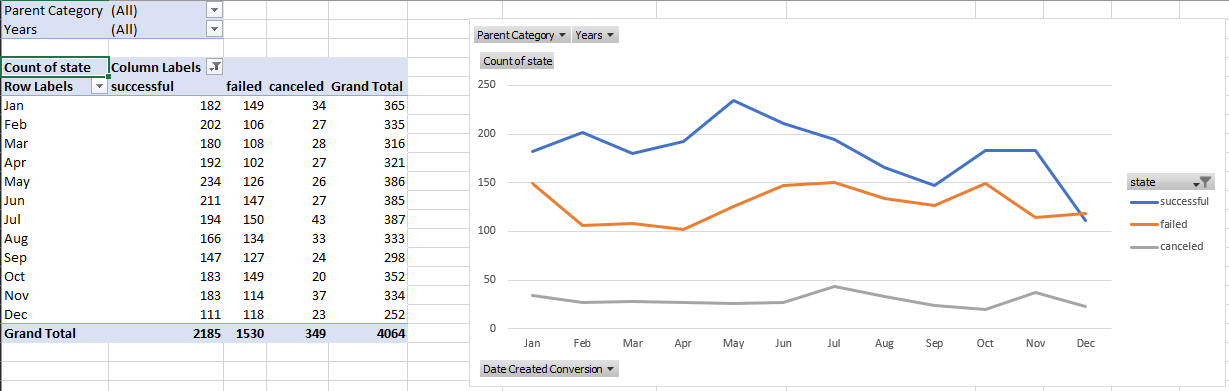 Parent Category (All)
Years (All)
Count of state Column Labels
Row Labels successful failed canceled Grand Total
Jan 182 149 34 365
Feb 202 106 27 335
Mar 180 108 28 316
Apr 192 102 27 321
May 234 126 26 386
Jun 211 147 27 385
Jul 194 150 43 387
Aug 166 134 33 333
Sep 147 127 24 298
Oct 183 149 20 352
Nov 183 114 37 334
Dec 111 118 23 252
Grand Total 2185 1530 349 4064
Parent Category Years
Count of state
250
200
150
100
50
0
Jan Feb Mar Apr May Jun Jul Aug Sep Oct Nov Dec
state
successful
failed
canceled
Date Created Conversion